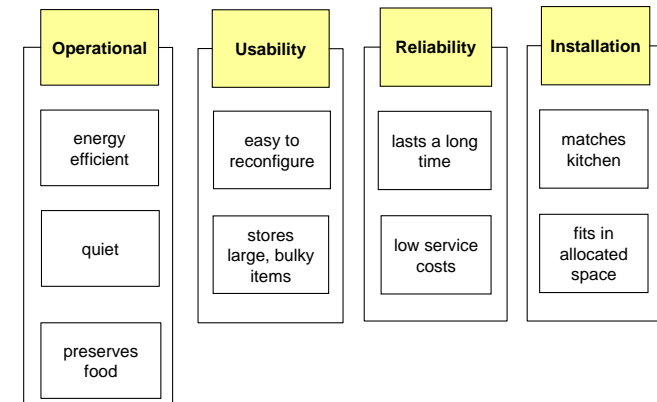 Operational
energy
efficient
quiet
preserves
food
Usability
easy to
reconfigure
stores
large, bulky
items
Reliability
lasts a long
time
low service
costs
Installation
matches
kitchen
fits in
allocated
space